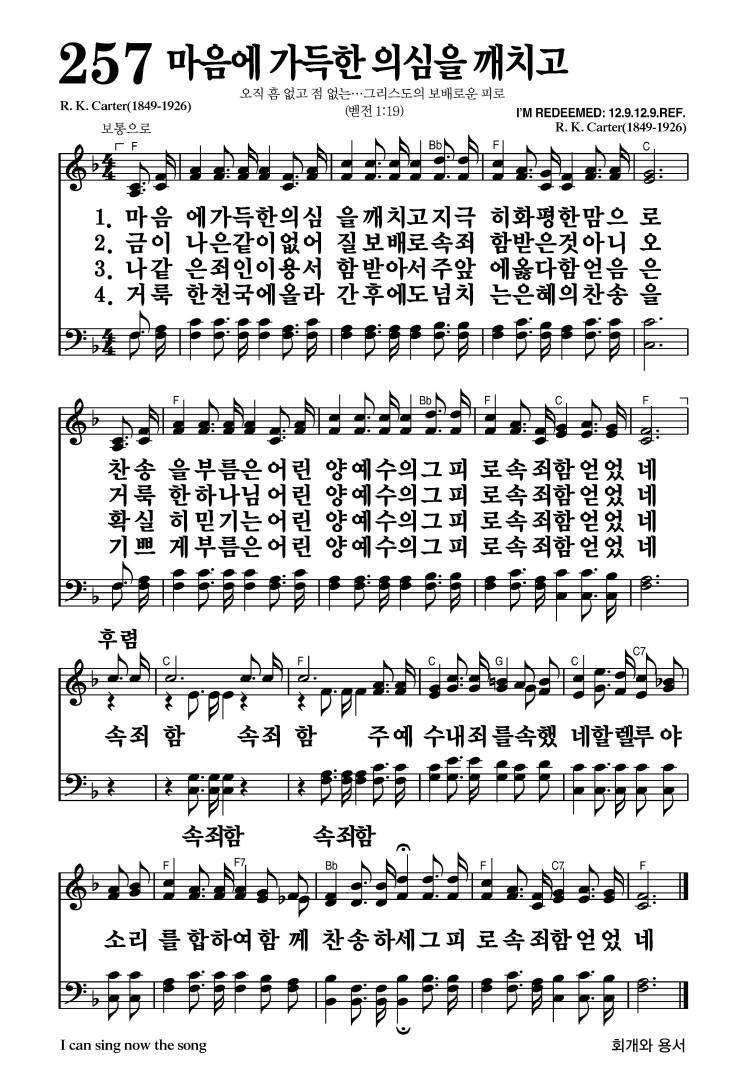 257 마음에 가득한 의심을 깨치고
오직 흠 없고 점 없는…그리스도의 보배로운 피로
(벧전 1:19)
R. K. Carter(1849-1926)
I'M REDEEMED: 12.9.12.9.REF.
R. K. Carter(1849-1926)
보통으로
F Bb F C
4 4
1. 마음 에가득한의심 을깨치고지극 히화평한맘으 로
2. 금이 나은같이없어 질보배로속죄 함받은것아니 오
3. 나같 은죄인이용서 함받아서주앞 에옳다함얻음 은
4. 거룩 한천국에올라 간후에도넘치 는은혜의찬송 을
4 4
F Bb F C F
찬송 을부름은어린 양예수의그피 로속죄함얻었 네
거룩 한하나님어린 양예수의그피 로속죄함얻었 네
확실 히믿기는어린 양예수의그피 로속죄함얻었 네
기쁘 게부름은어린 양예수의그피 로속죄함얻었 네
후렴
C F C G C C7
속죄 함 속죄 함 주예 수내죄를속했 네할렐루 야
속죄함 속죄함
F F7 Bb F C7 F
소리 를합하여함께 찬송하세그피 로속죄함얻었 네
I can sing now the song
회개와 용서